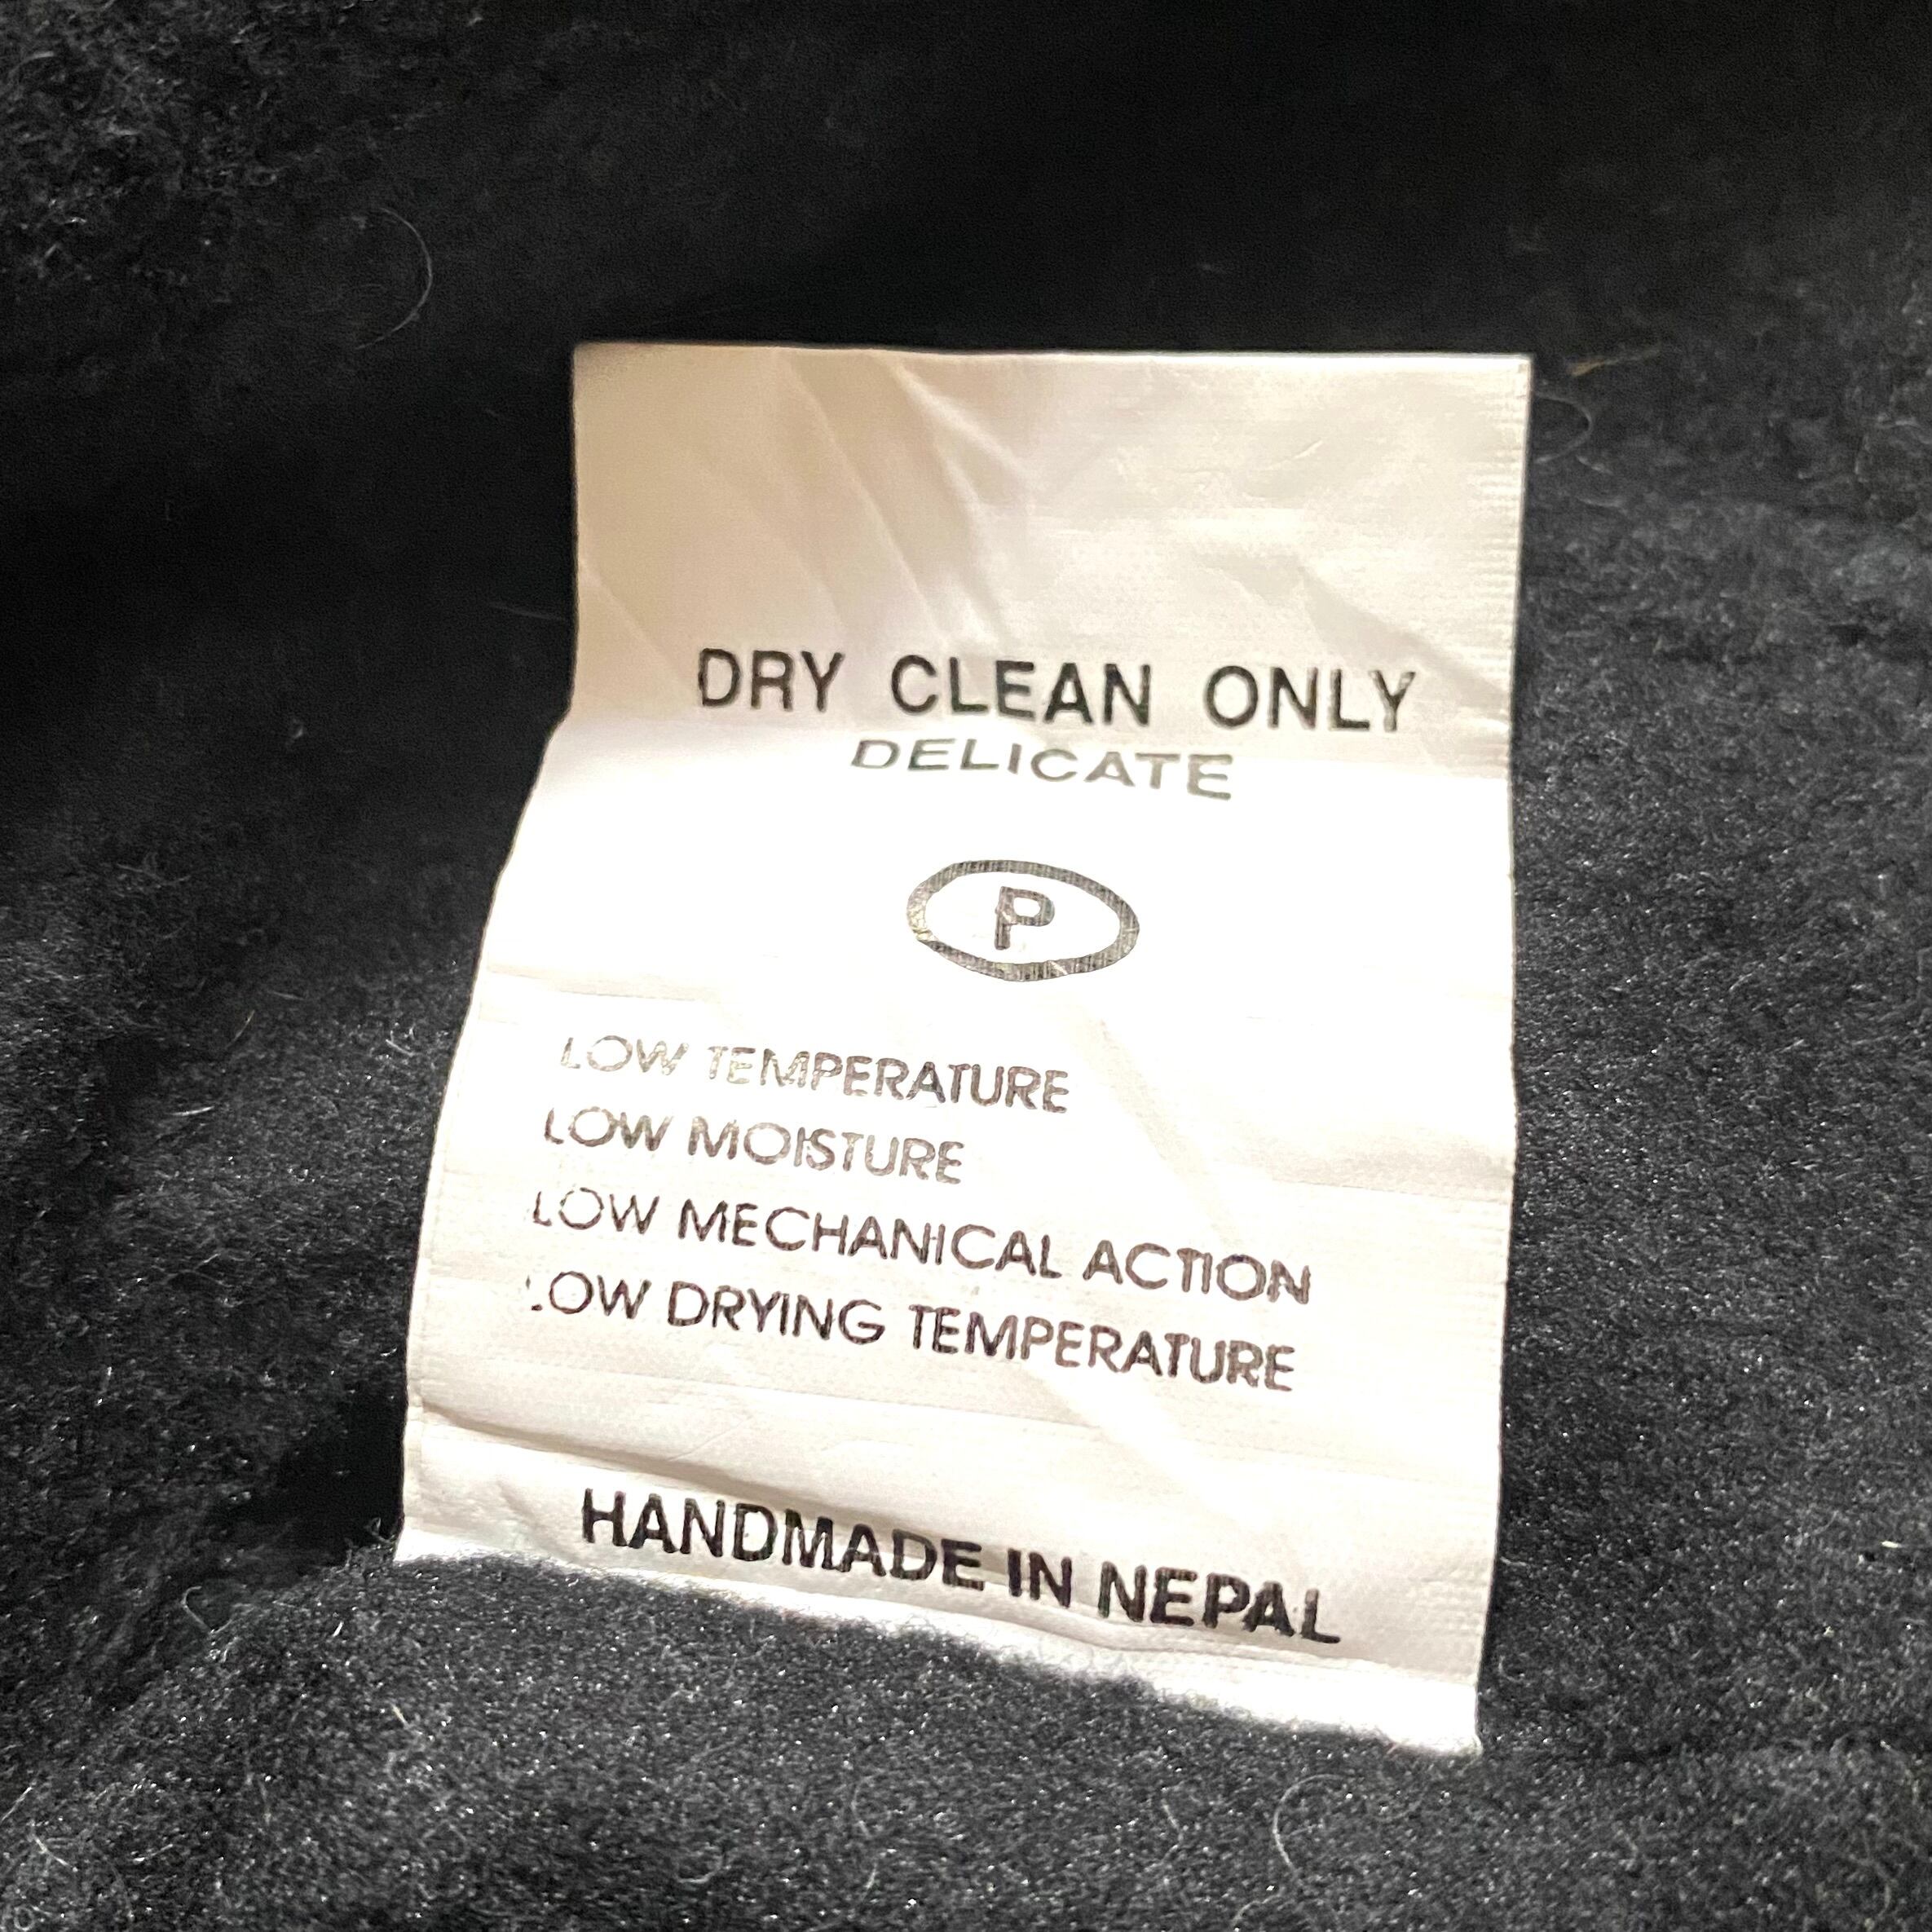 DRY CLEAN ONLY
DELICATE
P
LOW TEMPERATURE
LOW MOISTURE
LOW MECHANICAL ACTION
LOW DRYING TEMPERATURE
HANDMADE IN NEPAL